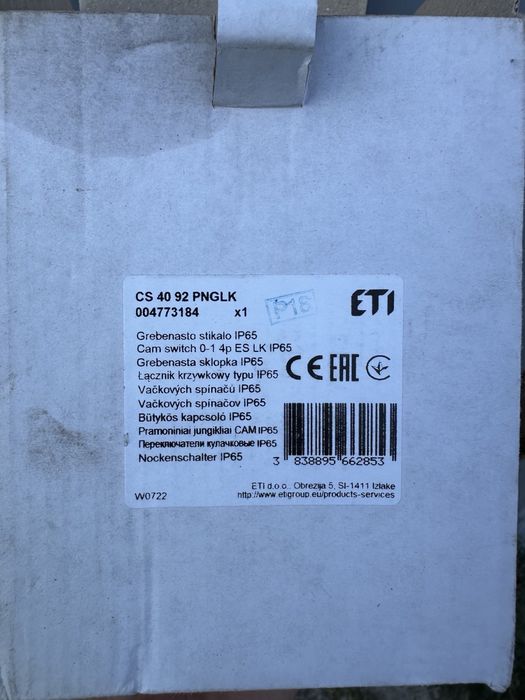 CS 40 92 PNGLK
004773184 x1
P18
ETI
Grebenasto stikalo IP65
Cam switch 0-1 4p ES LK IP65
Grebenasta sklopka IP65
Łącznik krzywkowy typu IP65
Vačkových spínačů IP65
Vačkových spínačov IP65
Bütykös kapcsoló IP65
Pramoniniai jungikliai CAM IP65
Переключатели кулачковые IP65
Nockenschalter IP65
CE EAC
3 838895 662853
ETI d.o.o. Obrezija 5, SI-1411 Izlake
W0722 http://www.etigroup.eu/products-services